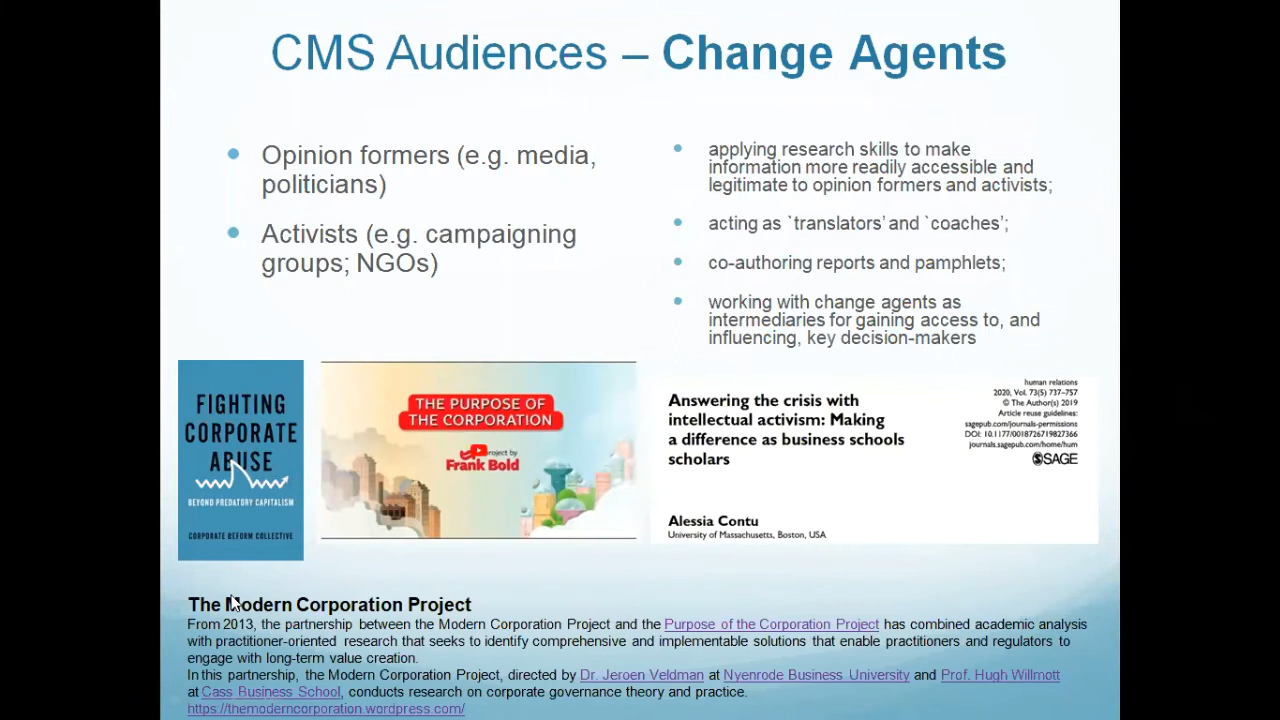 CMS Audiences – Change Agents
Opinion formers (e.g. media,
politicians)
Activists (e.g. campaigning
groups; NGOs)
applying research skills to make
information more readily accessible and
legitimate to opinion formers and activists;
acting as `translators' and `coaches';
co-authoring reports and pamphlets;
working with change agents as
intermediaries for gaining access to, and
influencing, key decision-makers
FIGHTING
CORPORATE
ABUSE
BEYOND PREDATORY CAPITALISM
CORPORATE REFORM COLLECTIVE
THE PURPOSE OF
THE CORPORATION
project by
Frank Bold
Answering the crisis with
intellectual activism: Making
a difference as business schools
scholars
Alessia Contu
University of Massachusetts, Boston, USA
human relations
2020, Vol. 73(5) 737–757
© The Author(s) 2019
Article reuse guidelines:
sagepub.com/journals-permissions
DOI: 10.1177/0018726719827366
journals.sagepub.com/home/hum
SAGE
The Modern Corporation Project
From 2013, the partnership between the Modern Corporation Project and the Purpose of the Corporation Project has combined academic analysis
with practitioner-oriented research that seeks to identify comprehensive and implementable solutions that enable practitioners and regulators to
engage with long-term value creation.
In this partnership, the Modern Corporation Project, directed by Dr. Jeroen Veldman at Nyenrode Business University and Prof. Hugh Willmott
at Cass Business School, conducts research on corporate governance theory and practice.
https://themoderncorporation.wordpress.com/